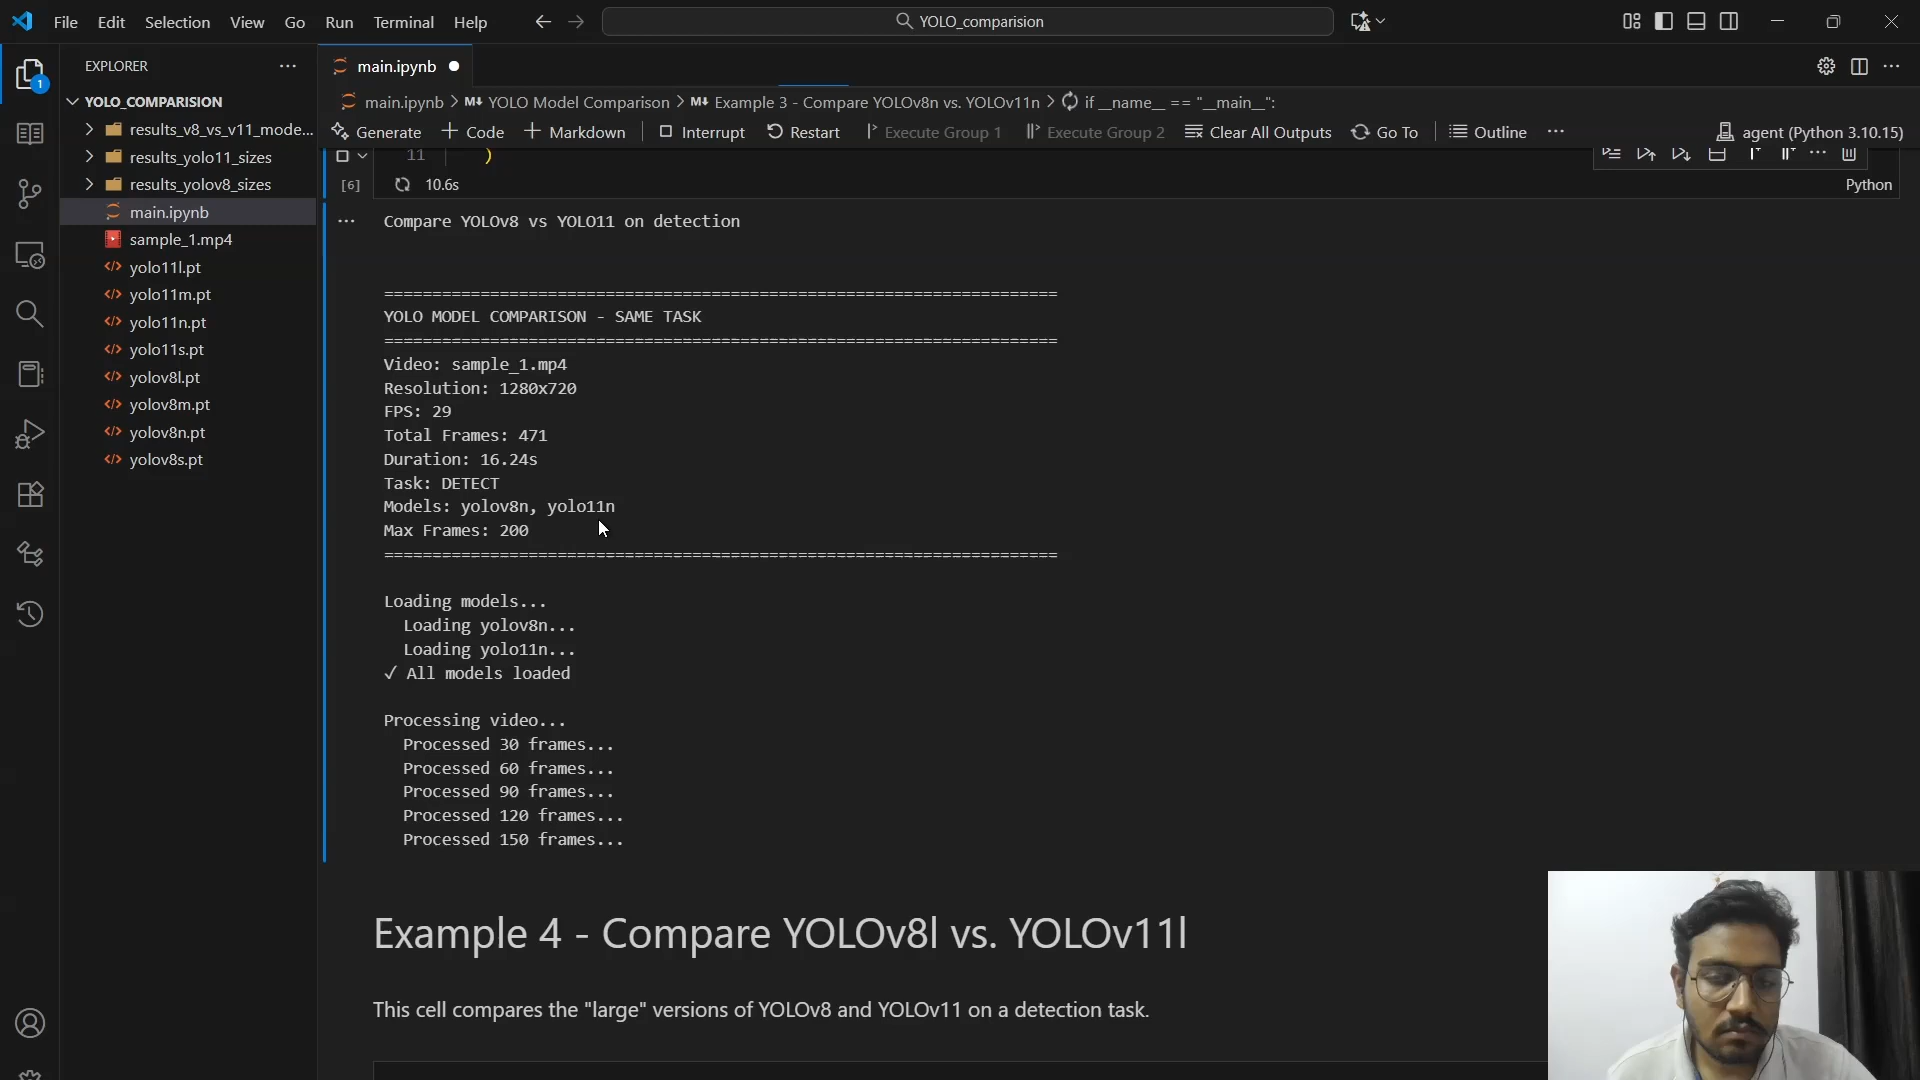 File Edit Selection View Go Run Terminal Help
YOLO_comparision
EXPLORER
main.ipynb
1
YOLO_COMPARISION
results_v8_vs_v11_mode...
results_yolo11_sizes
results_yolov8_sizes
main.ipynb
sample_1.mp4
yolo11l.pt
yolo11m.pt
yolo11n.pt
yolo11s.pt
yolov8l.pt
yolov8m.pt
yolov8n.pt
yolov8s.pt
main.ipynb > M↓ YOLO Model Comparison > M↓ Example 3 - Compare YOLOv8n vs. YOLOv11n > if __name__ == "__main__":
Generate + Code + Markdown Interrupt Restart Execute Group 1 Execute Group 2 Clear All Outputs Go To Outline ... agent (Python 3.10.15)
11 )
[6] 10.6s Python
Compare YOLOv8 vs YOLO11 on detection
======================================================================
YOLO MODEL COMPARISON - SAME TASK
======================================================================
Video: sample_1.mp4
Resolution: 1280x720
FPS: 29
Total Frames: 471
Duration: 16.24s
Task: DETECT
Models: yolov8n, yolo11n
Max Frames: 200
======================================================================
Loading models...
Loading yolov8n...
Loading yolo11n...
✓ All models loaded
Processing video...
Processed 30 frames...
Processed 60 frames...
Processed 90 frames...
Processed 120 frames...
Processed 150 frames...
Example 4 - Compare YOLOv8l vs. YOLOv11l
This cell compares the "large" versions of YOLOv8 and YOLOv11 on a detection task.